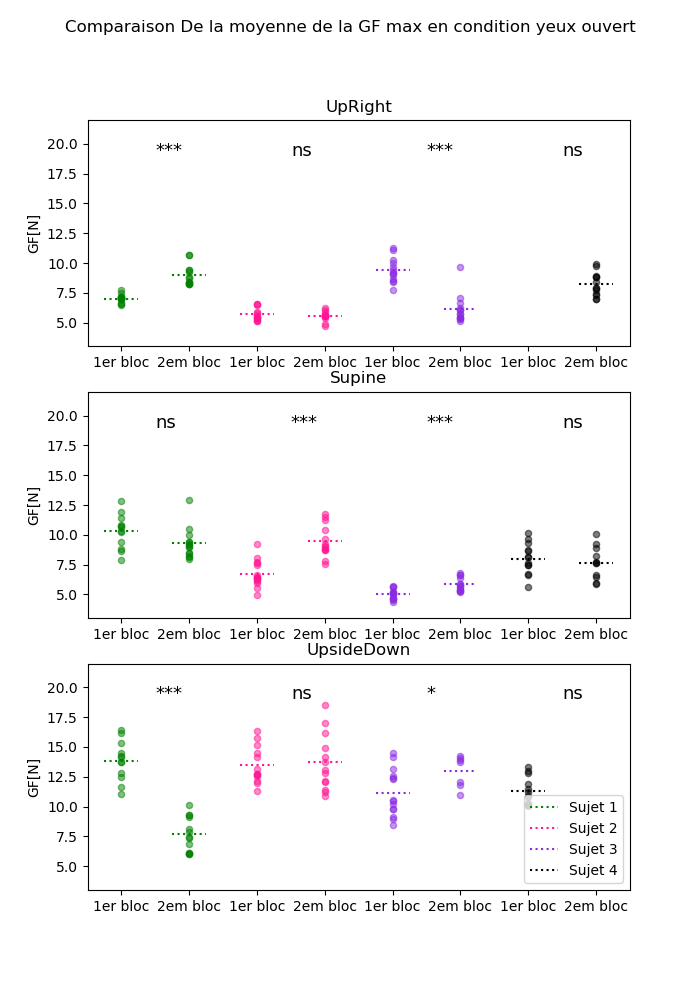 Comparaison De la moyenne de la GF max en condition yeux ouvert
UpRight
*** ns *** ns
20.0
17.5
15.0
12.5
10.0
7.5
5.0
GF[N]
1er bloc 2em bloc 1er bloc 2em bloc 1er bloc 2em bloc 1er bloc 2em bloc
Supine
ns *** *** ns
20.0
17.5
15.0
12.5
10.0
7.5
5.0
GF[N]
1er bloc 2em bloc 1er bloc 2em bloc 1er bloc 2em bloc 1er bloc 2em bloc
UpsideDown
*** ns * ns
20.0
17.5
15.0
12.5
10.0
7.5
5.0
GF[N]
Sujet 1
Sujet 2
Sujet 3
Sujet 4
1er bloc 2em bloc 1er bloc 2em bloc 1er bloc 2em bloc 1er bloc 2em bloc